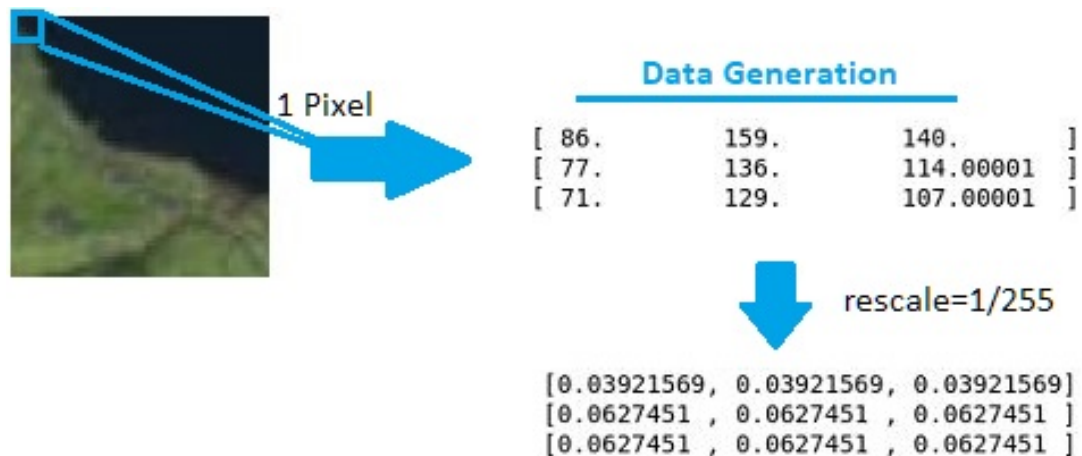 1 Pixel
Data Generation
[ 86. 159. 140. ]
[ 77. 136. 114.00001 ]
[ 71. 129. 107.00001 ]
rescale=1/255
[0.03921569, 0.03921569, 0.03921569]
[0.0627451 , 0.0627451 , 0.0627451 ]
[0.0627451 , 0.0627451 , 0.0627451 ]